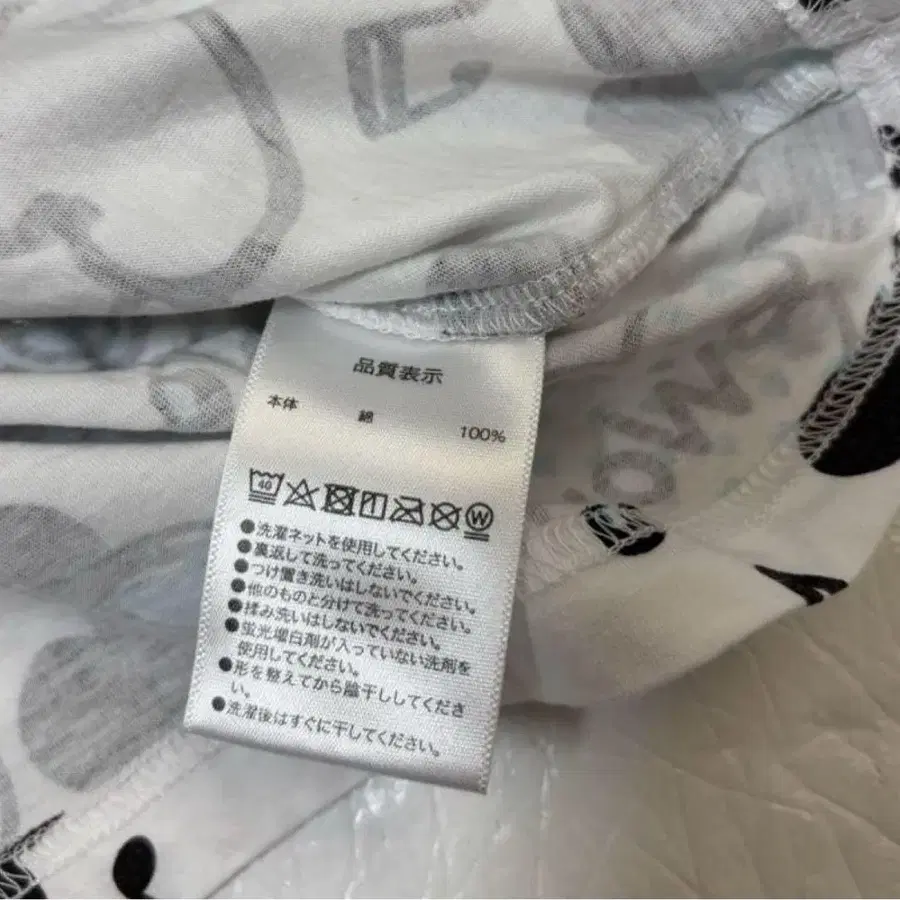 品質表示
本体 綿 100%
40 W
●洗濯ネットを使用してください。
●裏返して洗ってください。
●つけ置き洗いはしないでください。
●他のものと分けて洗ってください。
●揉み洗いはしないでください。
●蛍光増白剤が入っていない洗剤を
使用してください。
●形を整えてから陰干ししてくださ
い。
●洗濯後はすぐに干してください。